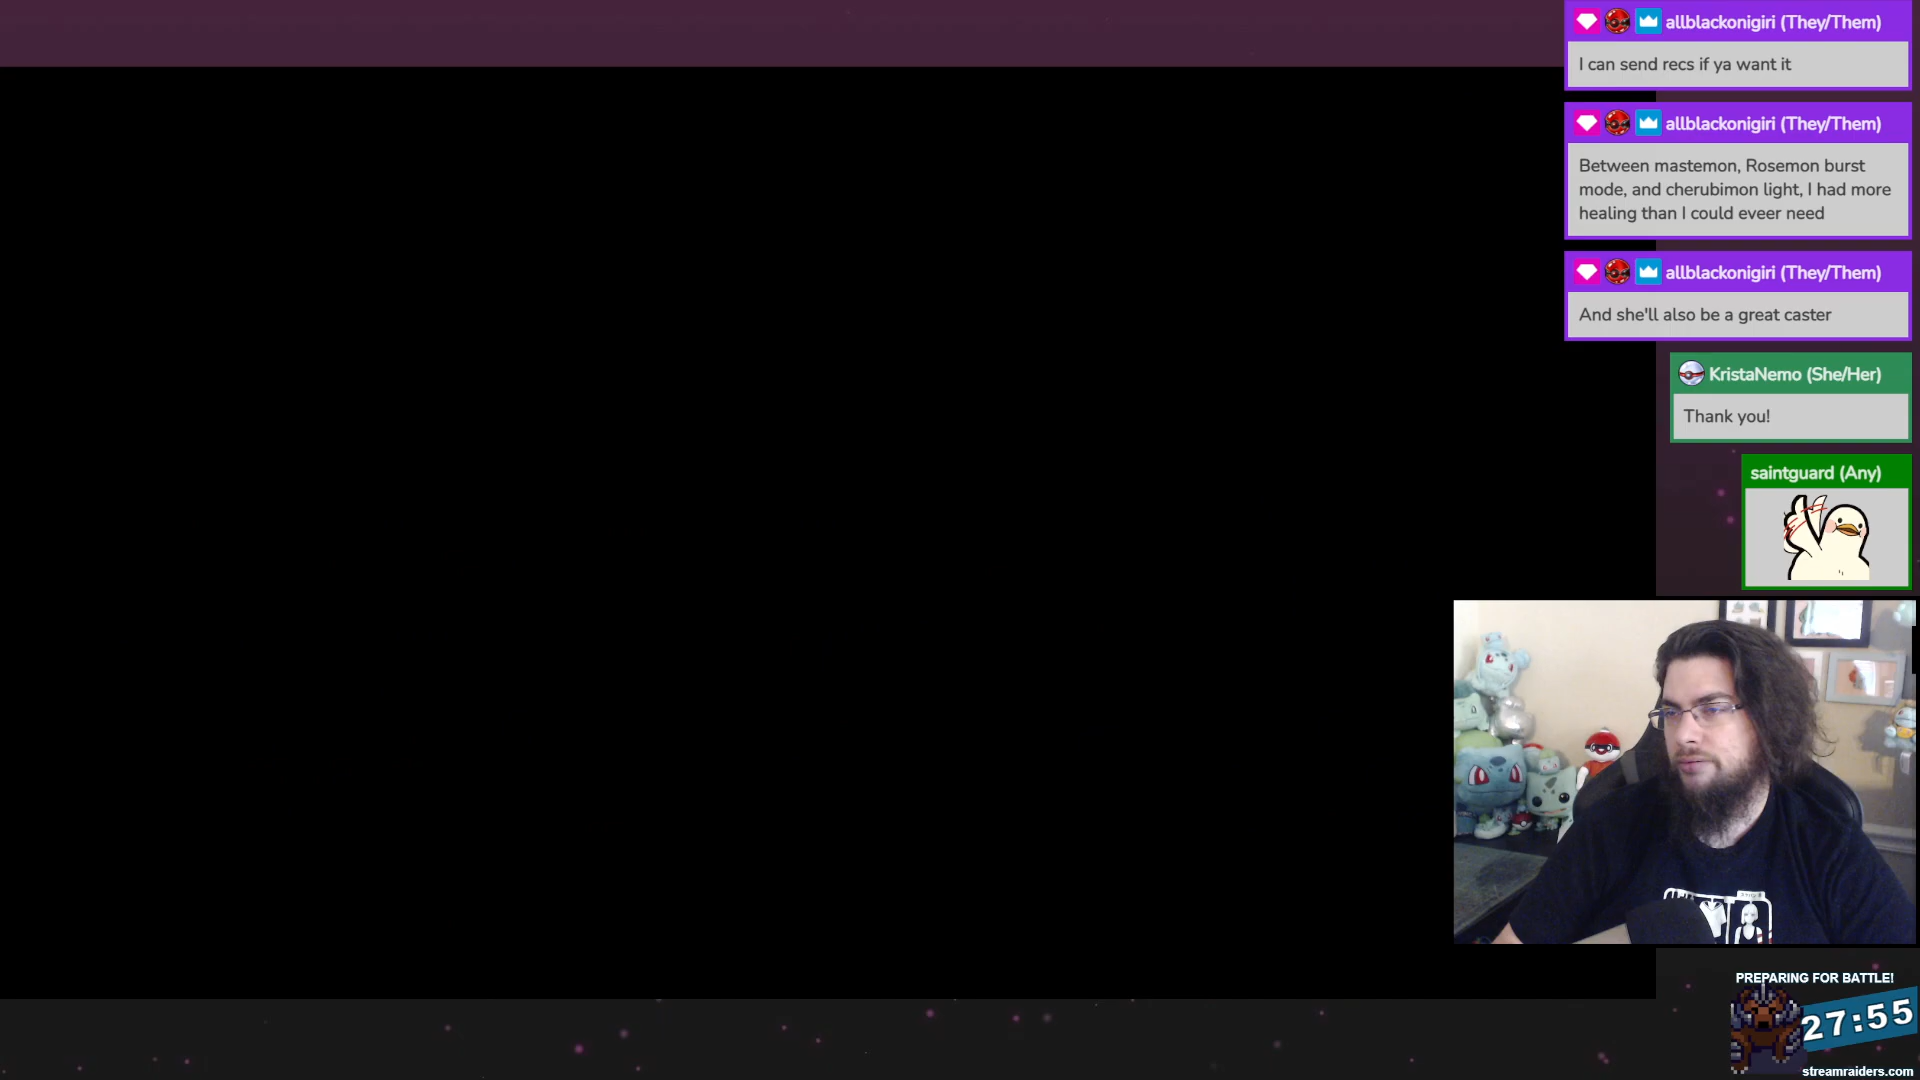 allblackonigiri (They/Them)
I can send recs if ya want it
allblackonigiri (They/Them)
Between mastemon, Rosemon burst
mode, and cherubimon light, I had more
healing than I could eveer need
allblackonigiri (They/Them)
And she'll also be a great caster
KristaNemo (She/Her)
Thank you!
saintguard (Any)
PREPARING FOR BATTLE!
27:55
streamraiders.com